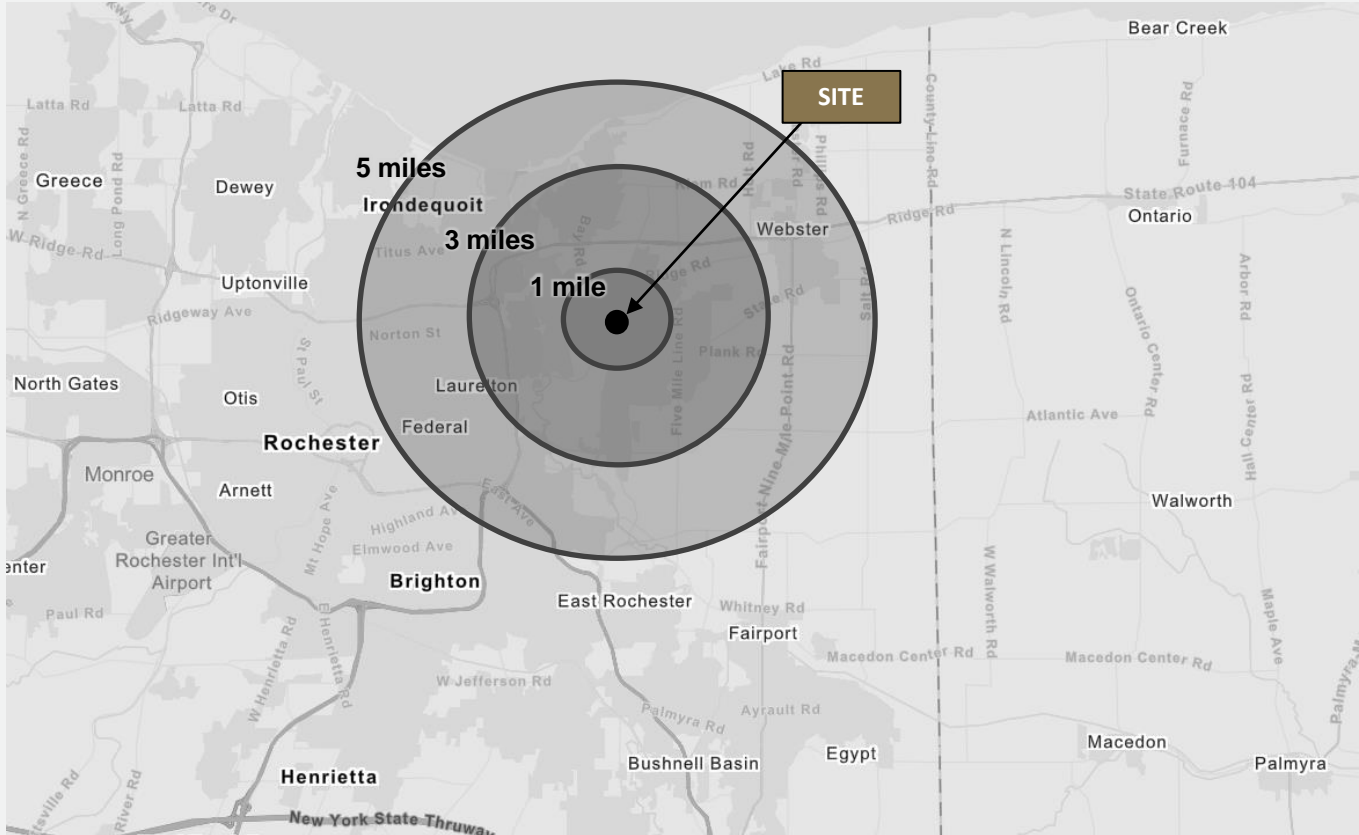 Bear Creek
Lake Rd
SITE
Latta Rd
Latta Rd
County Line Rd
Furnace Rd
N Greece Rd
Long Pond Rd
Phillips Rd
Holt Rd
5 miles
Greece
Dewey
Irondequoit
State Route 104
Ridge Rd
Ontario
W Ridge Rd
Titus Ave
3 miles
Bay Rd
Webster
Uptonville
1 mile
Ridge Rd
State Rd
Salt Rd
N Lincoln Rd
Arbor Rd
Ridgeway Ave
Norton St
St Paul St
Plank Rd
Five Mile Line Rd
Ontario Center Rd
North Gates
Otis
Laurelton
Federal
Fairport Nine Mile Point Rd
Atlantic Ave
Hall Center Rd
Rochester
Monroe
Arnett
East Ave
Highland Ave
Elmwood Ave
Mt Hope Ave
Walworth
Greater
Rochester Int'l
Airport
enter
Brighton
Paul Rd
East Rochester
Whitney Rd
Fairport
W Walworth Rd
Maple Ave
E Henrietta Rd
W Henrietta Rd
Macedon Center Rd
Macedon Center Rd
W Jefferson Rd
Palmyra Rd
Ayrault Rd
Egypt
Macedon
Bushnell Basin
Palmyra
Henrietta
River Rd
New York State Thruway